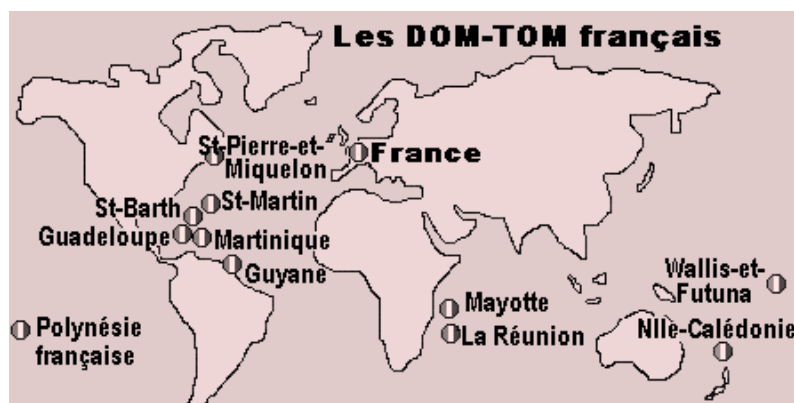 Les DOM-TOM français
St-Pierre-et-
Miquelon
France
St-Barth
St-Martin
Guadeloupe
Martinique
Guyane
Wallis-et-
Futuna
Mayotte
Polynésie
française
La Réunion
Nlle-Calédonie